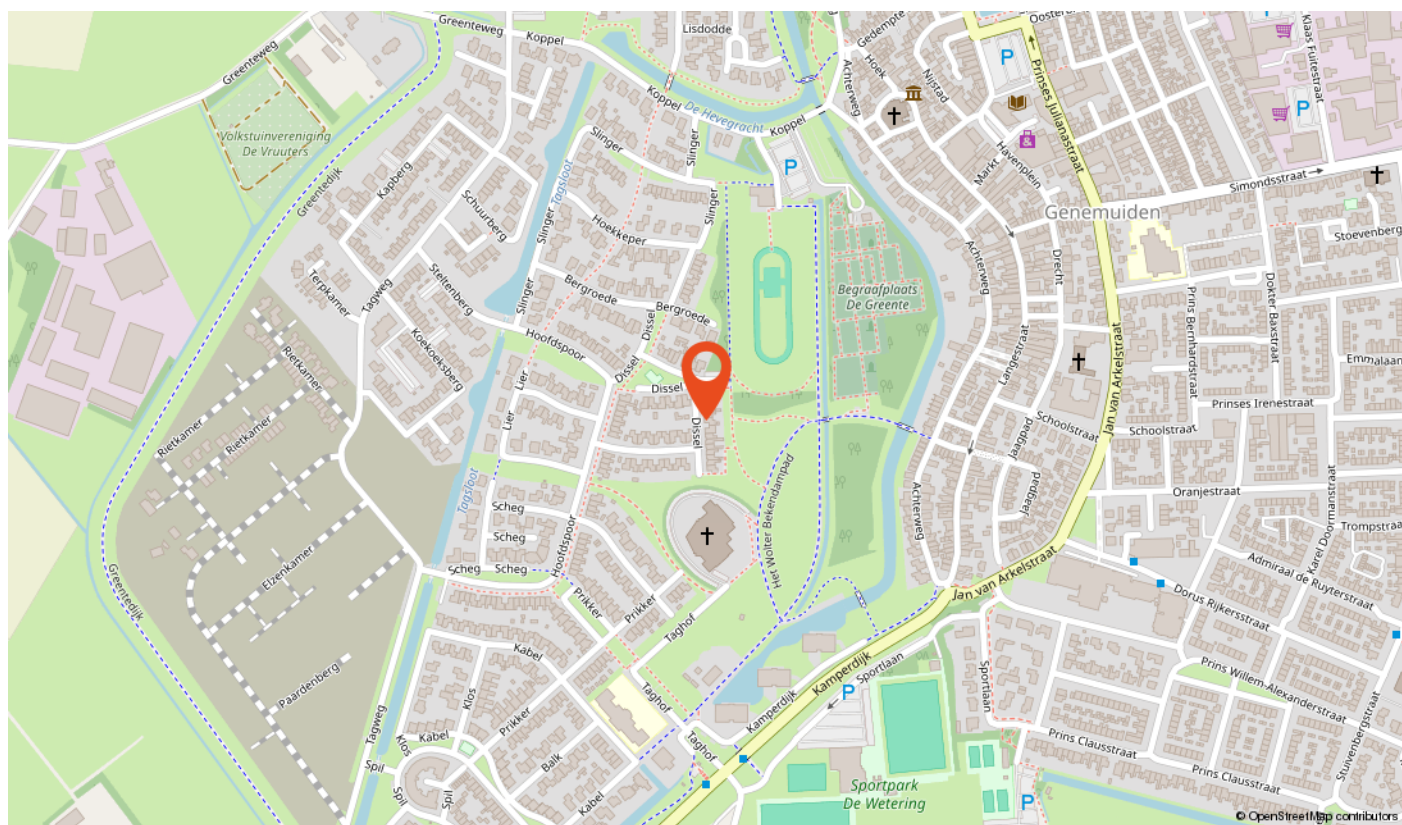 Greenteweg
Koppel
Lisdodde
Gedempte
Oosterd
P
Klaas Fuitestraat
Greenteweg
Hoek
Achterweg
Nijstad
P
Prinses Julianastraat
Koppel
De Hevegracht
Koppel
P
Volkstuinvereniging
De Vruuters
Slinger
Slinger
Tagsloot
Markt
Havenplein
Greentedijk
Kapberg
P
Simondsstraat
Schuurberg
Slinger
Slinger
Hoekkeper
Genemuiden
Stoevenberg
Terpkamer
Tagweg
Steltenberg
Slinger
Bergroede
Bergroede
Achterweg
Drecht
Begraafplaats
De Greente
Prins Bernhardstraat
Dokter Baxstraat
Koekoeksberg
Hoofdspoor
Dissel
Dissel
Langestraat
Jan van Arkelstraat
Emmalaan
Rietkamer
Lier
Dissel
Prinses Irenestraat
Rietkamer
Rietkamer
Lier
Dissel
Schoolstraat
Schoolstraat
Jaagpad
Tagsloot
Het Wolter Bekendampad
Achterweg
Jaagpad
Oranjestraat
Karel Doormanstraat
Trompstraat
Scheg
Scheg
Hoofdspoor
Scheg
Scheg
Elzenkamer
Greentedijk
Jan van Arkelstraat
Admiraal de Ruyterstraat
Dorus Rijkersstraat
Prikker
Prikker
Taghof
Kabel
Paardenberg
Klos
Kamperdijk
Sportlaan
Sportlaan
Prins Willem-Alexanderstraat
Taghof
P
Kamperdijk
Prikker
Tagweg
Klos
Kabel
Taghof
Balk
Spil
Spil
Spil
Kabel
Prins Clausstraat
Prins Clausstraat
Stuivenbergstraat
Sportpark
De Wetering
P
© OpenStreetMap contributors